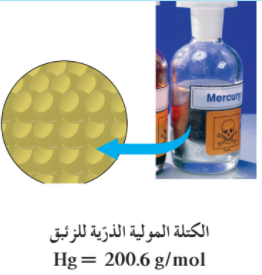 Mercury
الكتلة المولية الذرّية للزئبق
Hg = 200.6 g/mol